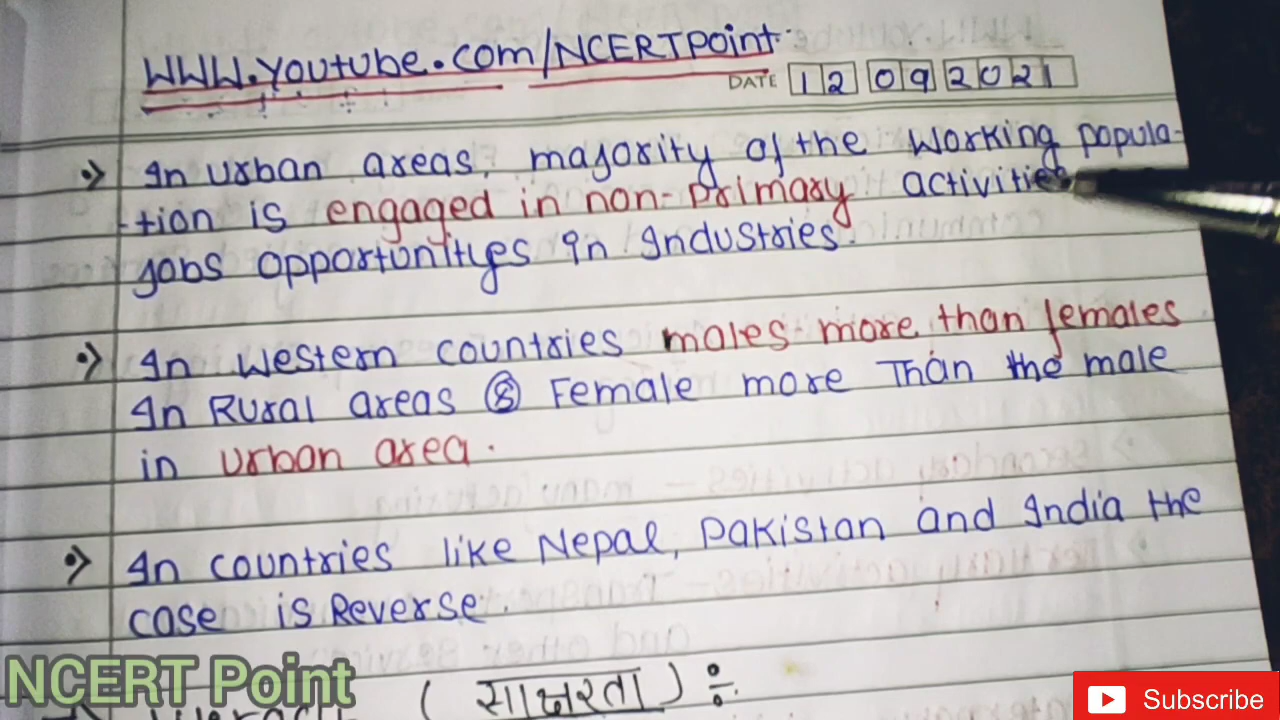 WWW.Youtube.com/NCERTPoint
DATE 12 09 2021
In urban areas, majority of the working popula-
-tion is engaged in non-primary activities
jobs opportunityes in Industries.
In Western countries males more than females
In Rural areas & Female more Than the male
in urban area.
In countries like Nepal, Pakistan and India the
case is Reverse.
NCERT Point
(साक्षरता) :
Subscribe